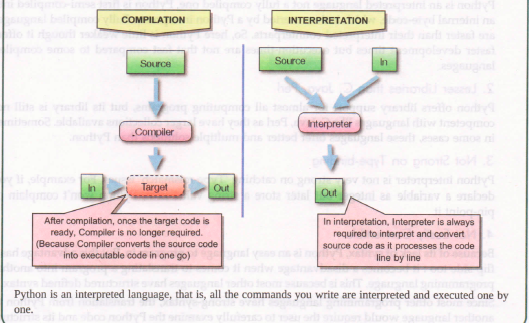 COMPILATION
INTERPRETATION
Source
Source
In
Compiler
Interpreter
In
Target
Out
Out
After compilation, once the target code is
ready, Compiler is no longer required.
(Because Compiler converts the source code
into executable code in one go)
In interpretation, Interpreter is always
required to interpret and convert
source code as it processes the code
line by line
Python is an interpreted language, that is, all the commands you write are interpreted and executed one by
one.